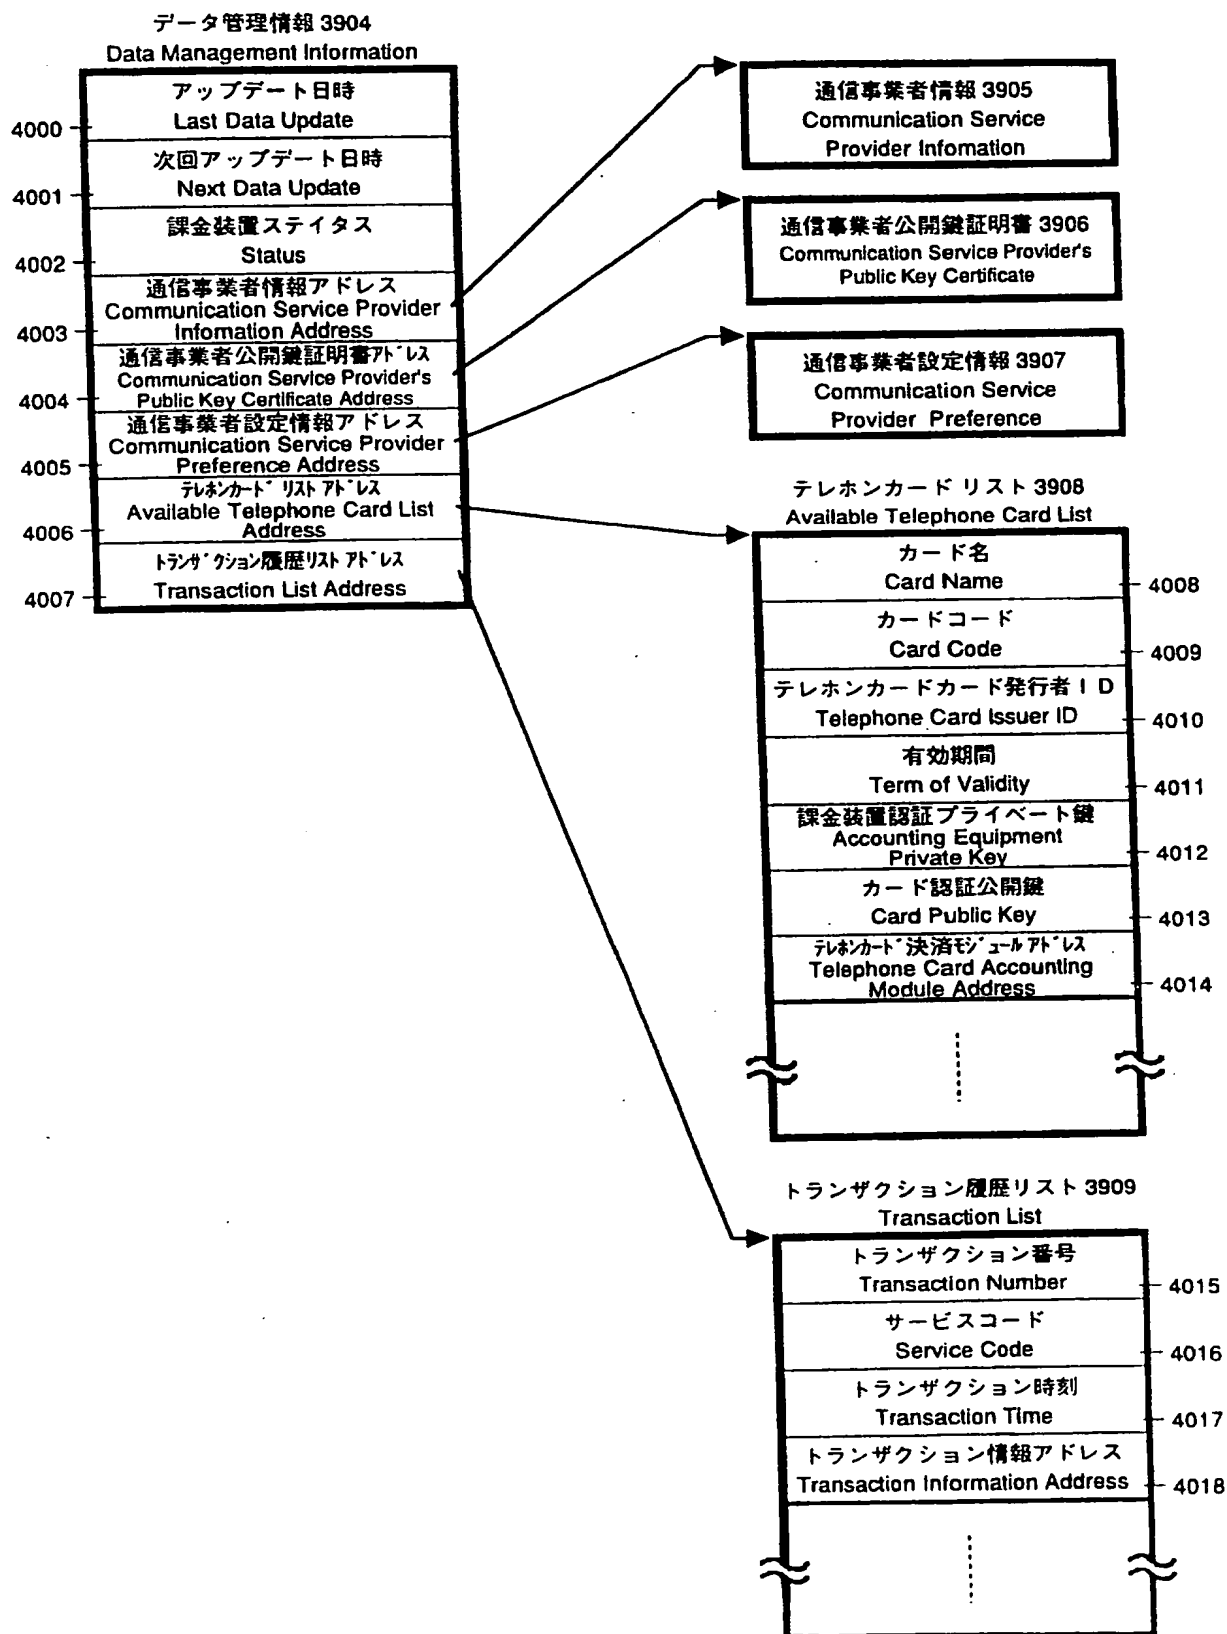 データ管理情報 3904
Data Management Information
アップデート日時
Last Data Update
4000
次回アップデート日時
Next Data Update
4001
課金装置ステイタス
Status
4002
通信事業者情報アドレス
Communication Service Provider
Infomation Address
4003
通信事業者公開鍵証明書アドレス
Communication Service Provider's
Public Key Certificate Address
4004
通信事業者設定情報アドレス
Communication Service Provider
Preference Address
4005
テレホンカード リスト アドレス
Available Telephone Card List
Address
4006
トランザクション履歴リスト アドレス
Transaction List Address
4007
通信事業者情報 3905
Communication Service
Provider Infomation
通信事業者公開鍵証明書 3906
Communication Service Provider's
Public Key Certificate
通信事業者設定情報 3907
Communication Service
Provider Preference
テレホンカード リスト 3908
Available Telephone Card List
カード名
Card Name
4008
カードコード
Card Code
4009
テレホンカードカード発行者ID
Telephone Card Issuer ID
4010
有効期間
Term of Validity
4011
課金装置認証プライベート鍵
Accounting Equipment
Private Key
4012
カード認証公開鍵
Card Public Key
4013
テレホンカード決済モジュール アドレス
Telephone Card Accounting
Module Address
4014
トランザクション履歴リスト 3909
Transaction List
トランザクション番号
Transaction Number
4015
サービスコード
Service Code
4016
トランザクション時刻
Transaction Time
4017
トランザクション情報アドレス
Transaction Information Address
4018